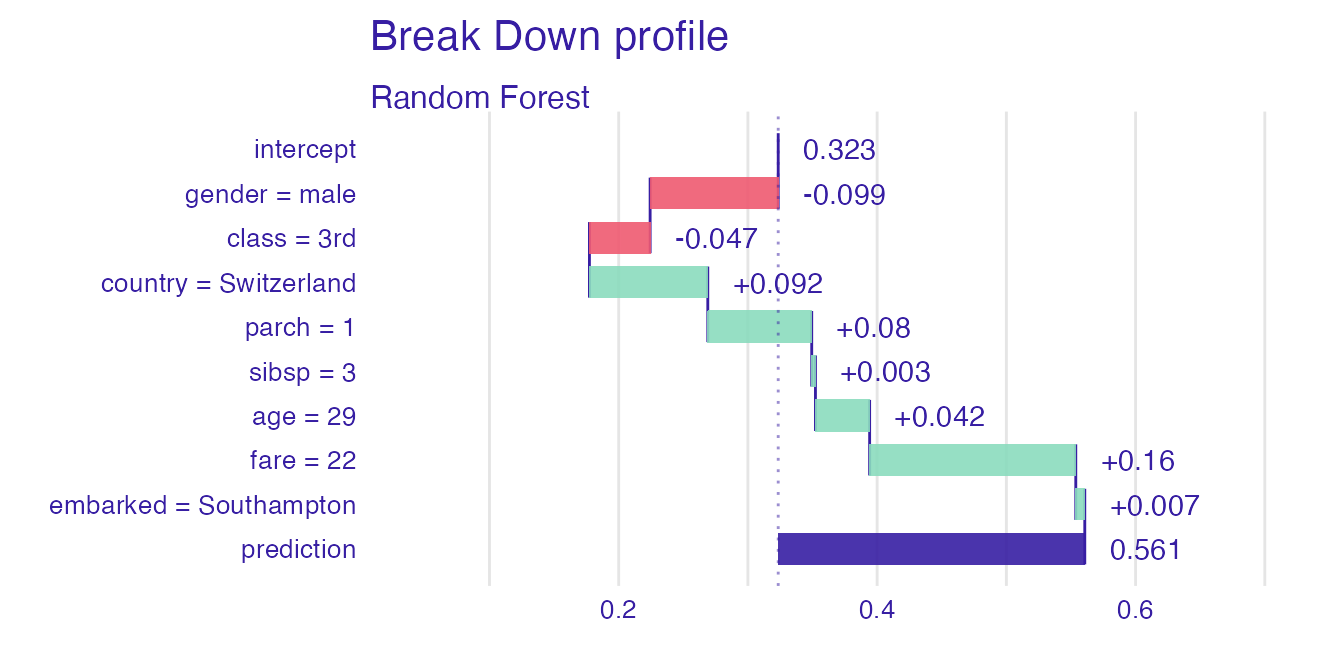 Break Down profile
Random Forest
intercept 0.323
gender = male -0.099
class = 3rd -0.047
country = Switzerland +0.092
parch = 1 +0.08
sibsp = 3 +0.003
age = 29 +0.042
fare = 22 +0.16
embarked = Southampton +0.007
prediction 0.561
0.2 0.4 0.6